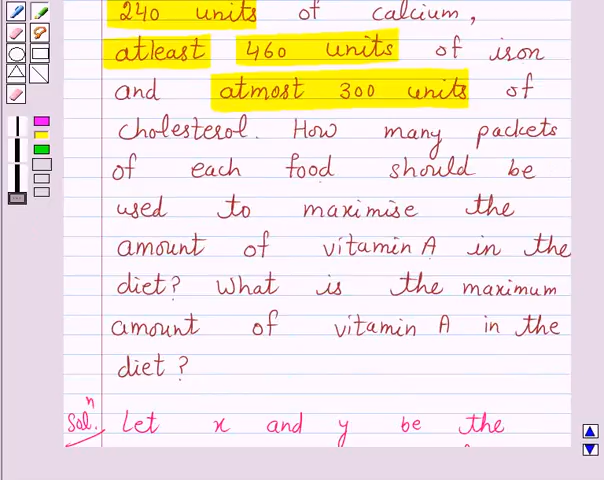 240 units of calcium,
atleast 460 units of iron
and atmost 300 units of
cholesterol. How many packets
of each food should be
used to maximise the
amount of vitamin A in the
diet? What is the maximum
amount of vitamin A in the
diet?
Solⁿ. Let x and y be the